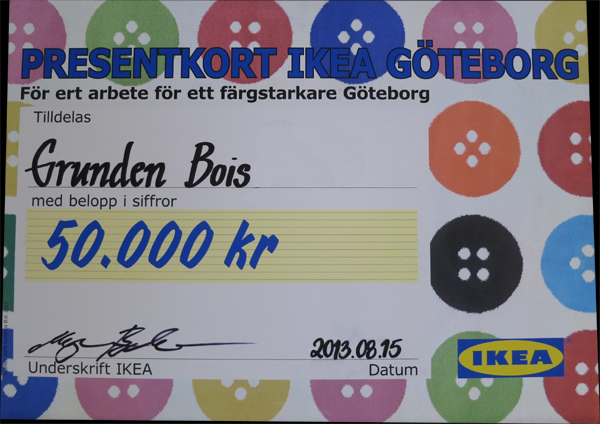 PRESENTKORT IKEA GÖTEBORG
För ert arbete för ett färgstarkare Göteborg
Tilldelas
Grunden Bois
med belopp i siffror
50.000 kr
2013.08.15
Underskrift IKEA
Datum
IKEA